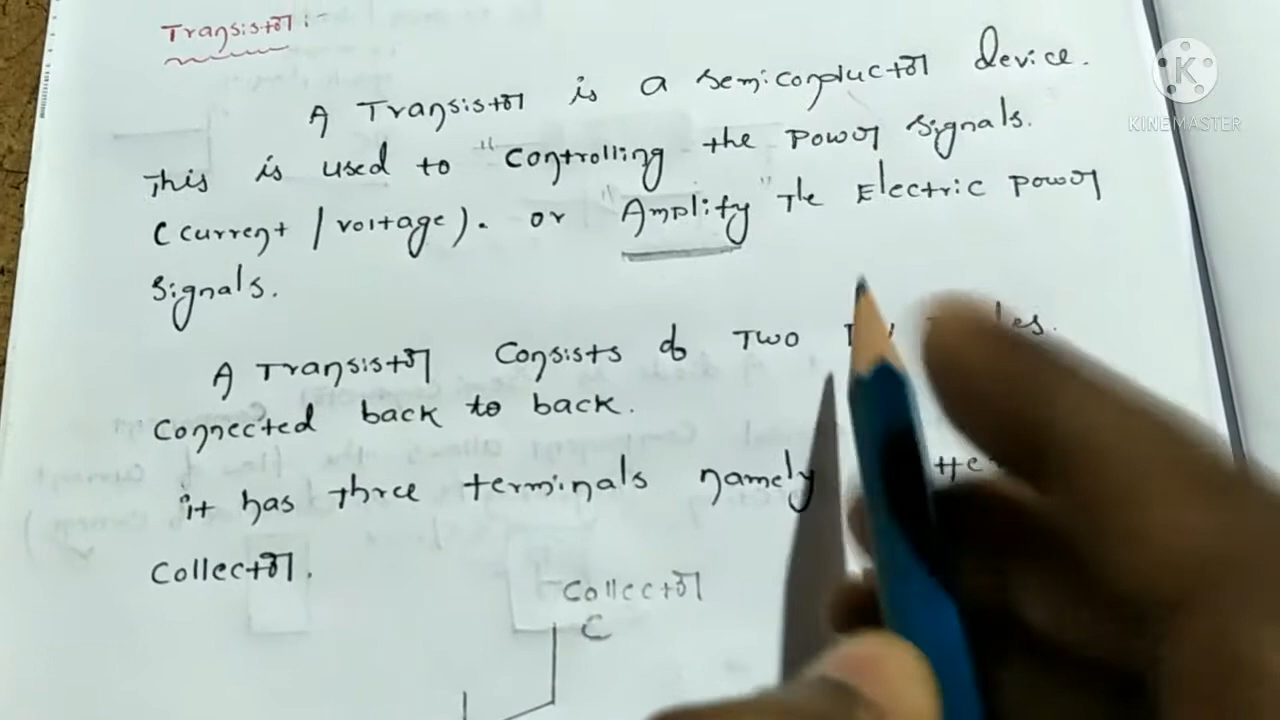 Transistor :-
A Transistor is a semiconductor device.
This is used to "controlling the power signals.
(current / voltage). or "Amplify" The Electric power
signals.
A Transistor consists of Two
connected back to back.
it has three terminals namely
collector.
collector
C
K
KINEMASTER